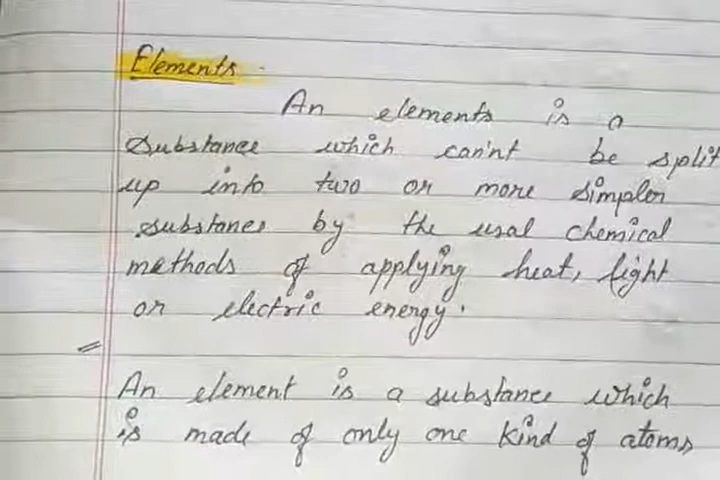 Elements.
An elements is a
substance which can'nt be split
up into two or more simpler
substances by the usal chemical
methods of applying heat, light
or electric energy.
An element is a substance which
is made of only one kind of atoms